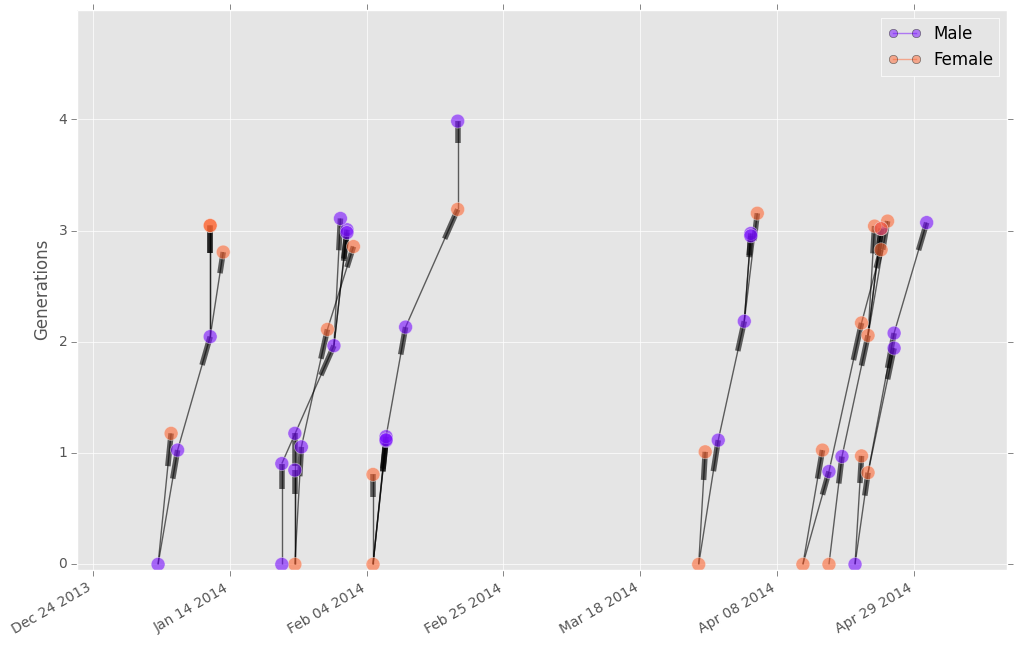 Male
Female
Generations
4
3
2
1
0
Dec 24 2013
Jan 14 2014
Feb 04 2014
Feb 25 2014
Mar 18 2014
Apr 08 2014
Apr 29 2014